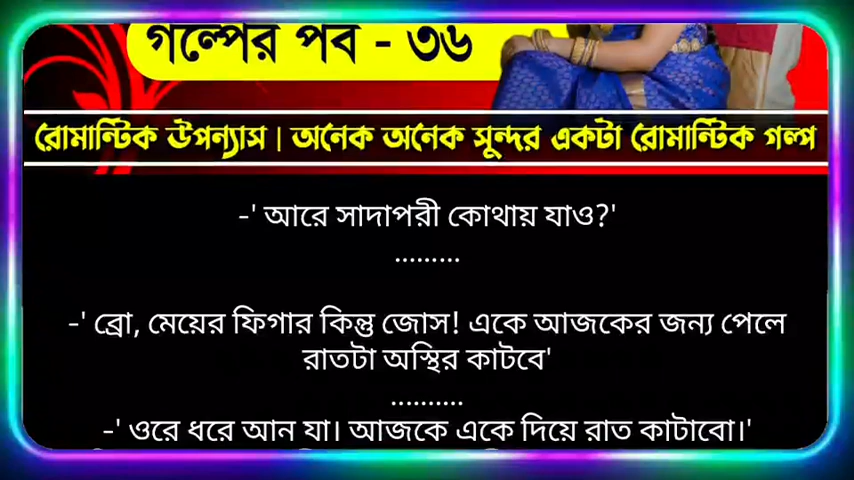 গল্পের পর্ব - ৩৬
রোমান্টিক উপন্যাস | অনেক অনেক সুন্দর একটা রোমান্টিক গল্প
-' আরে সাদাপরী কোথায় যাও?'
.........
-' ব্রো, মেয়ের ফিগার কিন্তু জোস! একে আজকের জন্য পেলে
রাতটা অস্থির কাটবে'
..........
-' ওরে ধরে আন যা। আজকে একে দিয়ে রাত কাটাবো।'